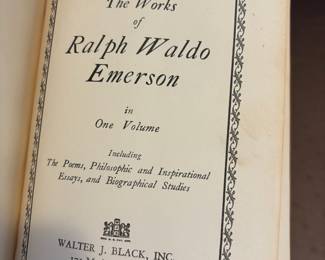 The Works
of
Ralph Waldo
Emerson
in
One Volume
Including
The Poems, Philosophic and Inspirational
Essays, and Biographical Studies
WALTER J. BLACK, INC.
171